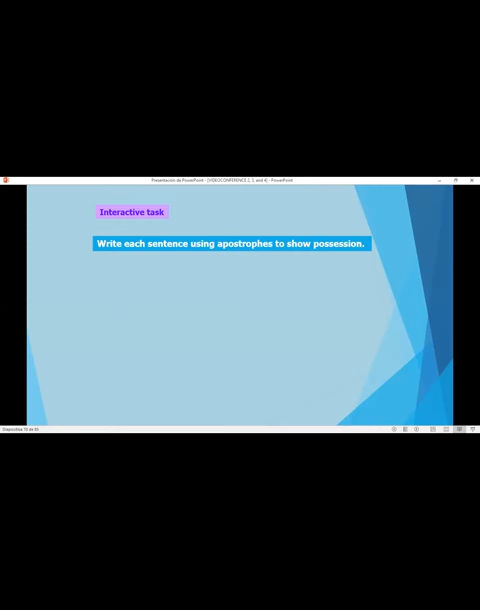 Presentación de PowerPoint - [VIDEOCONFERENCE 2, 3, and 4] - PowerPoint
Interactive task
Write each sentence using apostrophes to show possession.